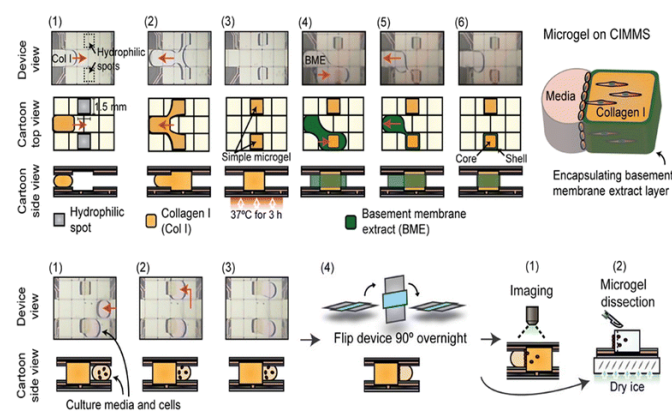 (1)
(2)
(3)
(4)
(5)
(6)
Device
view
Col I
Hydrophilic
spots
BME
Microgel on CIMMS
Cartoon
top view
1.5 mm
Simple microgel
Core
Shell
Media
Collagen I
Encapsulating basement
membrane extract layer
Cartoon
side view
37ºC for 3 h
Hydrophilic
spot
Collagen I
(Col I)
Basement membrane
extract (BME)
(1)
(2)
(3)
(4)
(1)
(2)
Device
view
Flip device 90º overnight
Imaging
Microgel
dissection
Cartoon
side view
Culture media and cells
Dry ice